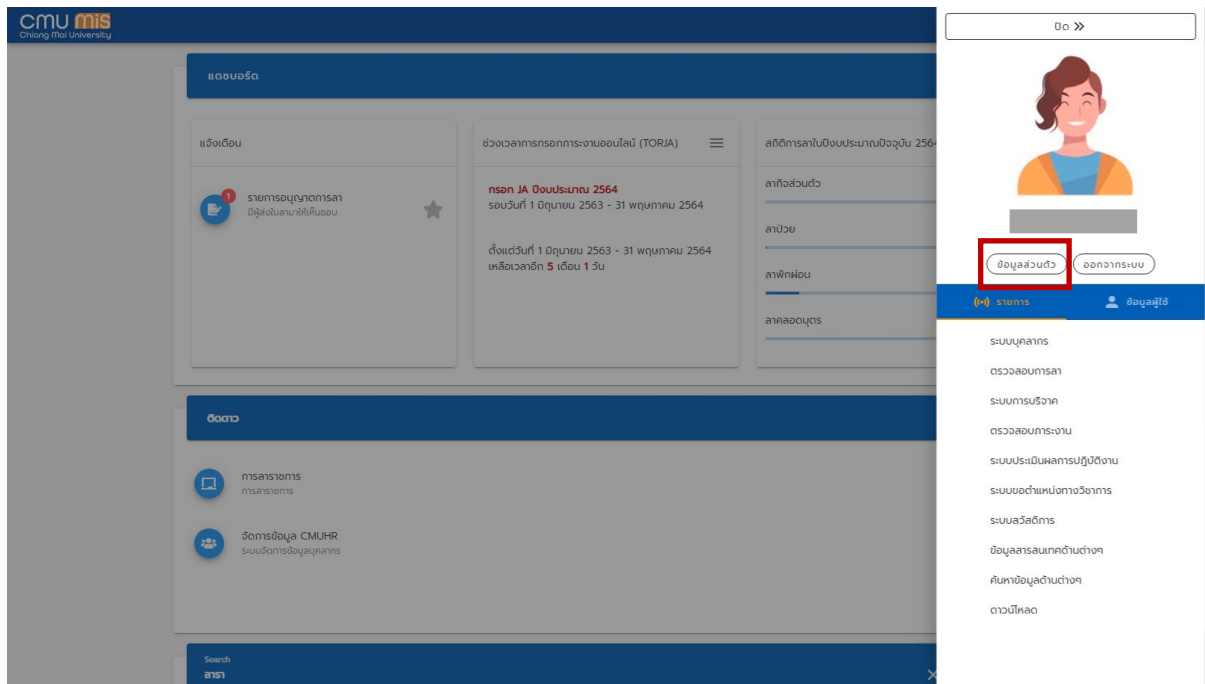 CMU MIS
Chiang Mai University
แดชบอร์ด
แจ้งเตือน
1
รายการอนุญาตการลา
มีผู้ส่งใบลามาให้เห็นชอบ
ช่วงเวลาการกรอกภาระงานออนไลน์ (TORJA)
กรอก JA ปีงบประมาณ 2564
รอบวันที่ 1 มิถุนายน 2563 - 31 พฤษภาคม 2564
ตั้งแต่วันที่ 1 มิถุนายน 2563 - 31 พฤษภาคม 2564
เหลือเวลาอีก 5 เดือน 1 วัน
สถิติการลาในปีงบประมาณปัจจุบัน 256
ลากิจส่วนตัว
ลาป่วย
ลาพักผ่อน
ลาคลอดบุตร
ติดดาว
การลาราชการ
การลาราชการ
จัดการข้อมูล CMUHR
ระบบจัดการข้อมูลบุคลากร
Search
ลารา
ปิด
ข้อมูลส่วนตัว
ออกจากระบบ
รายการ
ข้อมูลผู้ใช้
ระบบบุคลากร
ตรวจสอบการลา
ระบบการบริจาค
ตรวจสอบภาระงาน
ระบบประเมินผลการปฏิบัติงาน
ระบบขอตำแหน่งทางวิชาการ
ระบบสวัสดิการ
ข้อมูลสารสนเทศด้านต่างๆ
ค้นหาข้อมูลด้านต่างๆ
ดาวน์โหลด